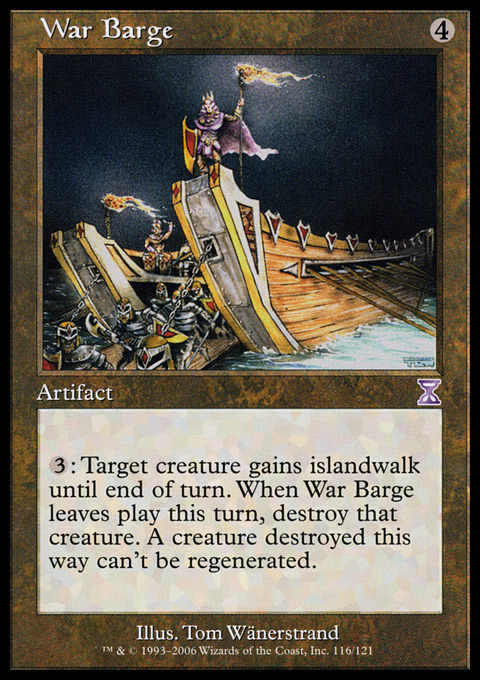 War Barge 4
Artifact
3: Target creature gains islandwalk
until end of turn. When War Barge
leaves play this turn, destroy that
creature. A creature destroyed this
way can't be regenerated.
Illus. Tom Wänerstrand
™ & © 1993–2006 Wizards of the Coast, Inc. 116/121